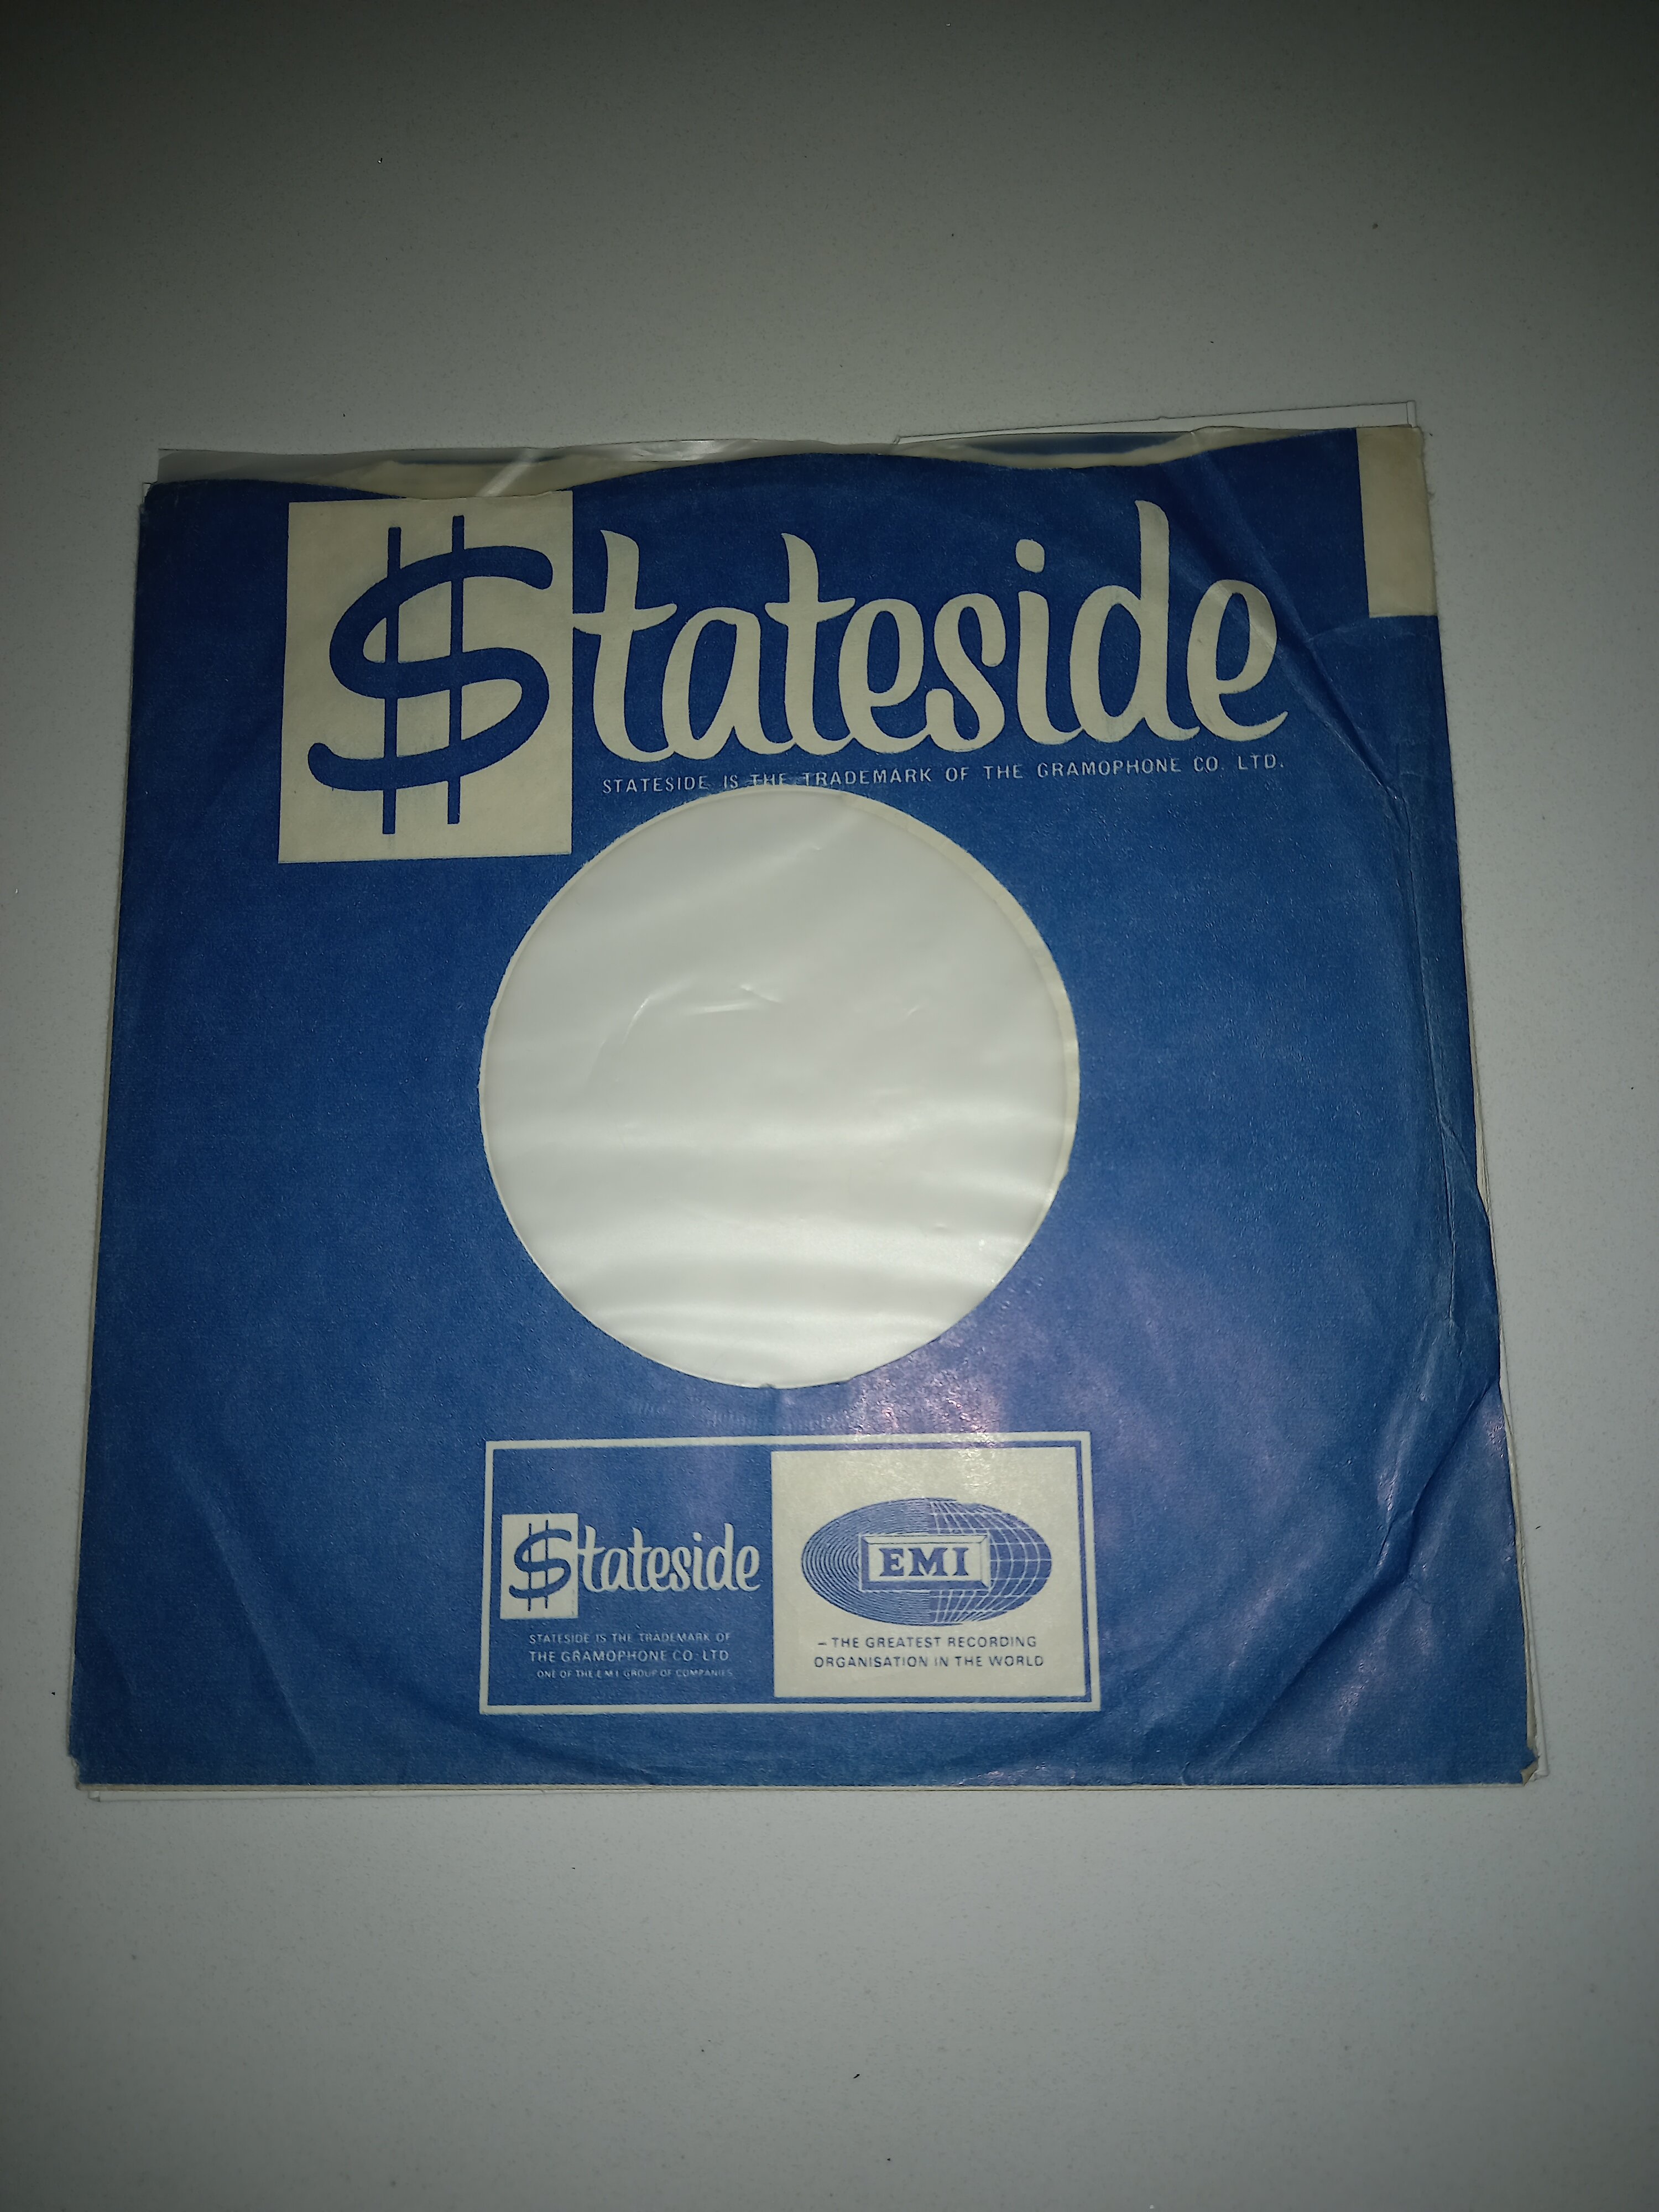 $tateside
STATESIDE IS THE TRADEMARK OF THE GRAMOPHONE CO. LTD.
$tateside
STATESIDE IS THE TRADEMARK OF
THE GRAMOPHONE CO. LTD
ONE OF THE E M I GROUP OF COMPANIES
EMI
– THE GREATEST RECORDING
ORGANISATION IN THE WORLD